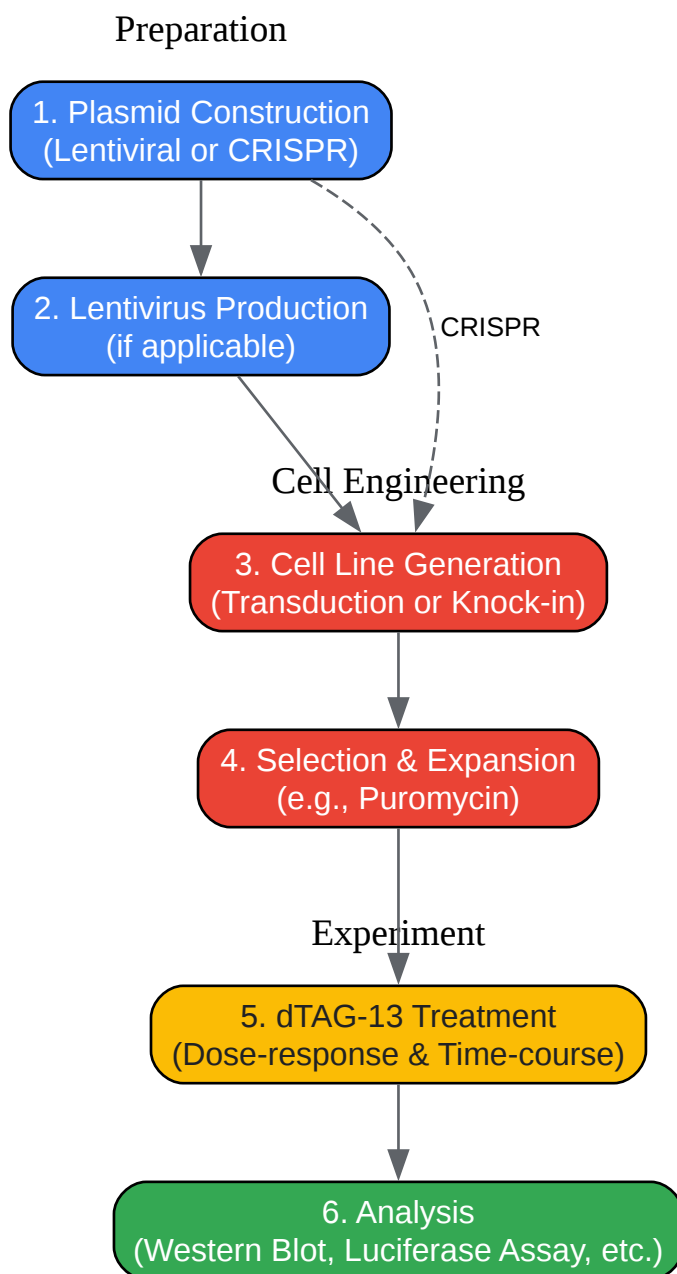 Preparation
1. Plasmid Construction
(Lentiviral or CRISPR)
2. Lentivirus Production
(if applicable)
CRISPR
Cell Engineering
3. Cell Line Generation
(Transduction or Knock-in)
4. Selection & Expansion
(e.g., Puromycin)
Experiment
5. dTAG-13 Treatment
(Dose-response & Time-course)
6. Analysis
(Western Blot, Luciferase Assay, etc.)